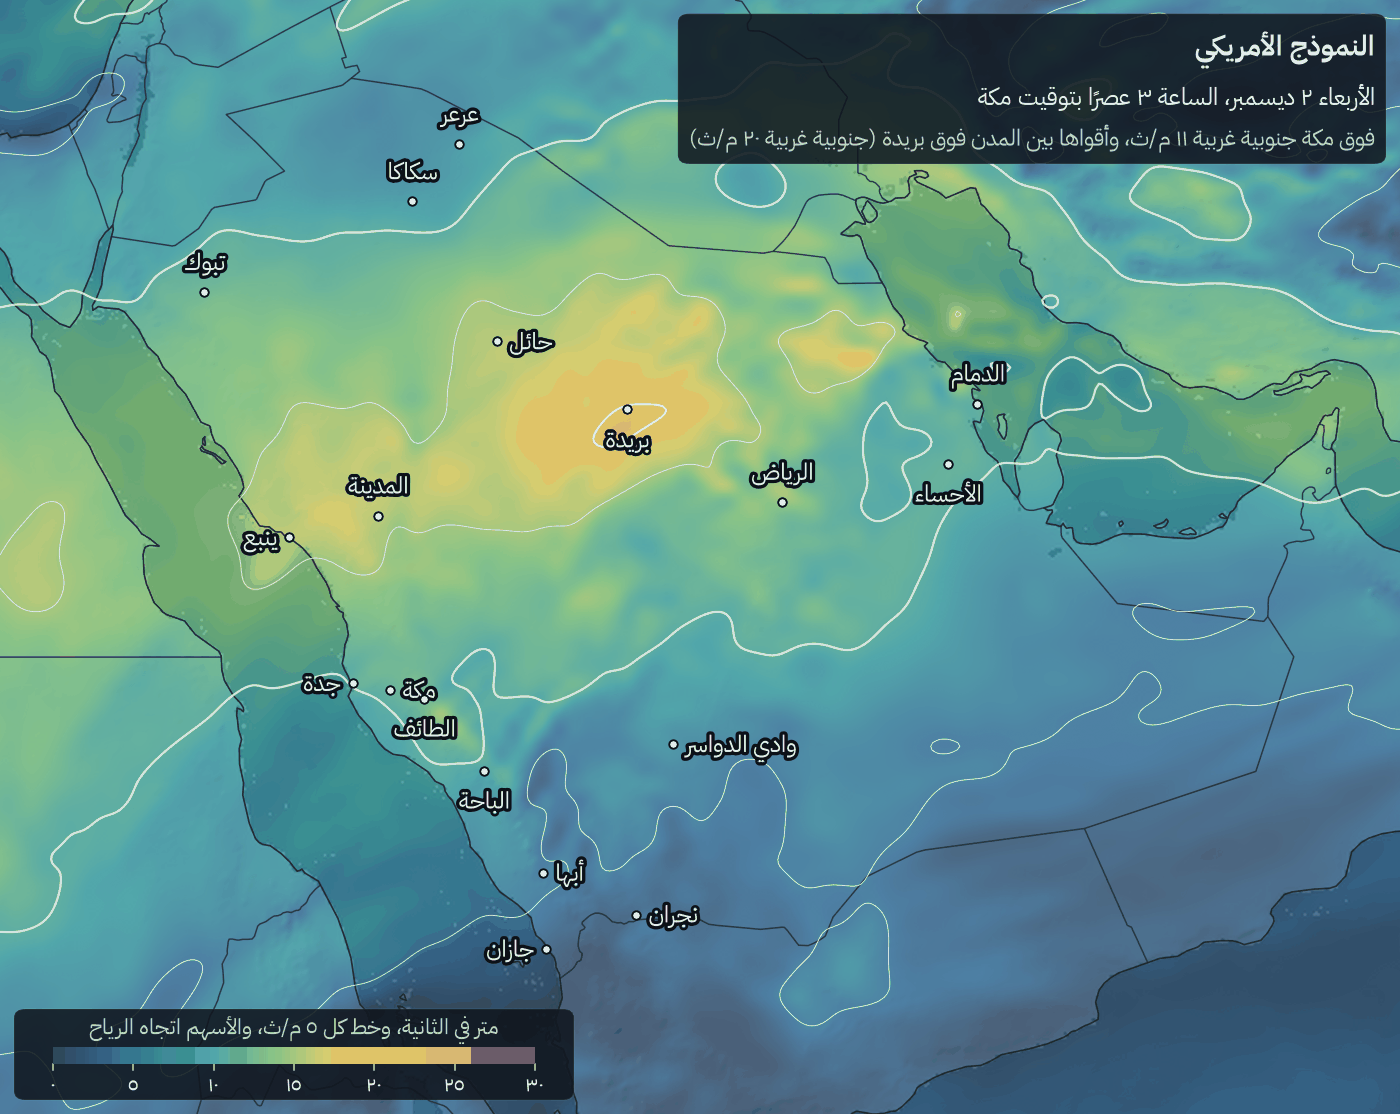 النموذج الأمريكي
الأربعاء ٢ ديسمبر، الساعة ٣ عصرًا بتوقيت مكة
فوق مكة جنوبية غربية ١١ م/ث، وأقواها بين المدن فوق بريدة (جنوبية غربية ٢٠ م/ث)
عرعر
سكاكا
تبوك
حائل
الدمام
بريدة
الرياض
المدينة
الأحساء
ينبع
مكة
جدة
الطائف
وادي الدواسر
الباحة
أبها
نجران
جازان
متر في الثانية، وخط كل ٥ م/ث، والأسهم اتجاه الرياح
٠ ٥ ١٠ ١٥ ٢٠ ٢٥ ٣٠